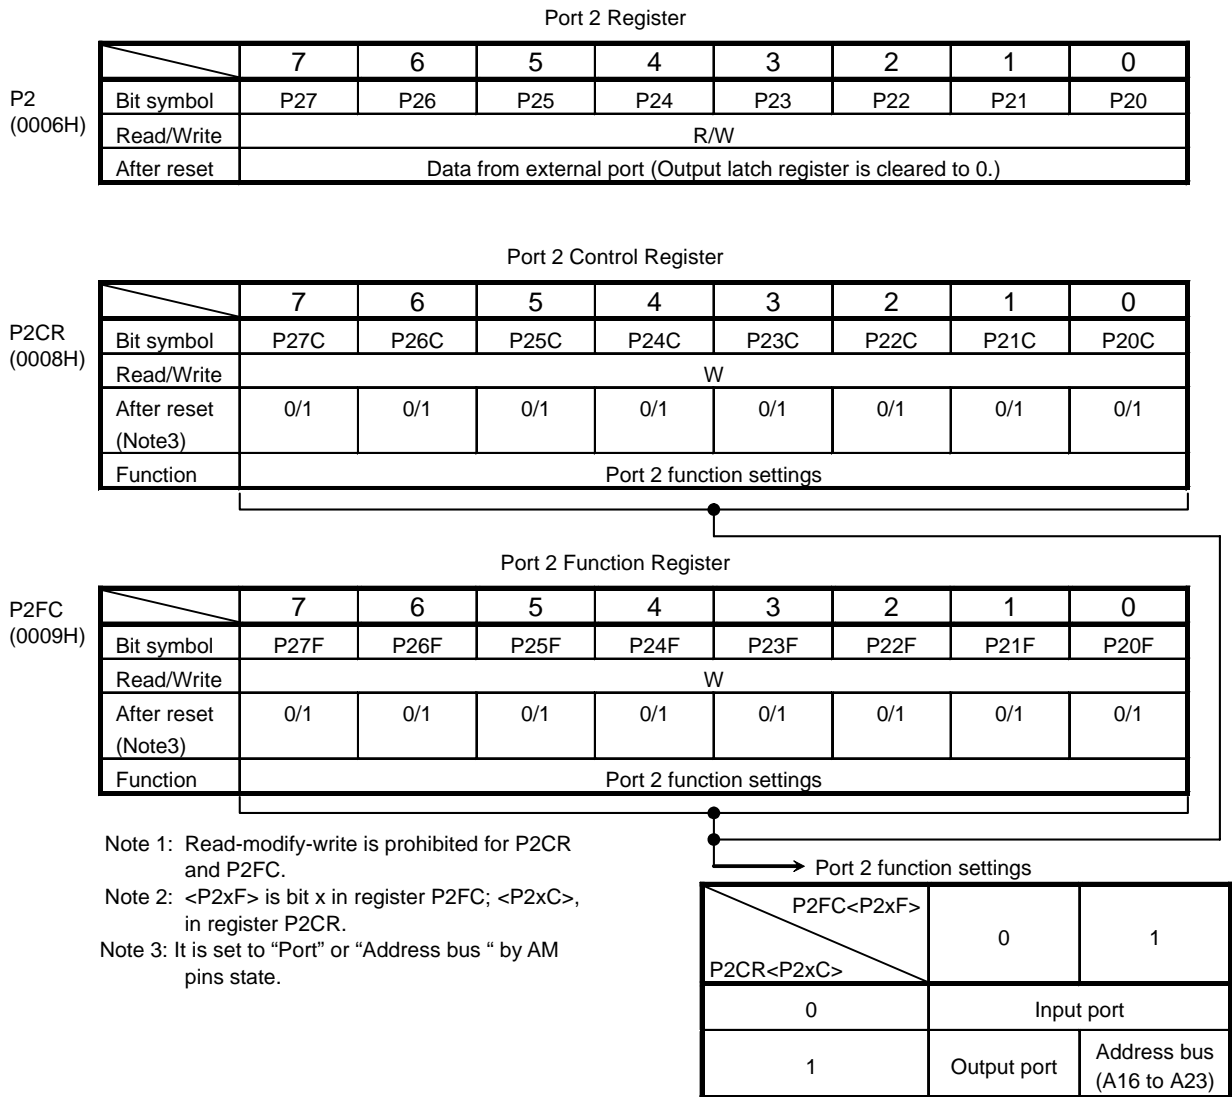 Port 2 Register
7 6 5 4 3 2 1 0
P2
(0006H)
Bit symbol P27 P26 P25 P24 P23 P22 P21 P20
Read/Write R/W
After reset Data from external port (Output latch register is cleared to 0.)
Port 2 Control Register
7 6 5 4 3 2 1 0
P2CR
(0008H)
Bit symbol P27C P26C P25C P24C P23C P22C P21C P20C
Read/Write W
After reset 0/1 0/1 0/1 0/1 0/1 0/1 0/1 0/1
(Note3)
Function Port 2 function settings
Port 2 Function Register
7 6 5 4 3 2 1 0
P2FC
(0009H)
Bit symbol P27F P26F P25F P24F P23F P22F P21F P20F
Read/Write W
After reset 0/1 0/1 0/1 0/1 0/1 0/1 0/1 0/1
(Note3)
Function Port 2 function settings
Note 1: Read-modify-write is prohibited for P2CR
and P2FC.
Note 2: <P2xF> is bit x in register P2FC; <P2xC>,
in register P2CR.
Note 3: It is set to “Port” or “Address bus “ by AM
pins state.
Port 2 function settings
P2FC<P2xF>
0 1
P2CR<P2xC>
0 Input port
1 Output port Address bus
(A16 to A23)